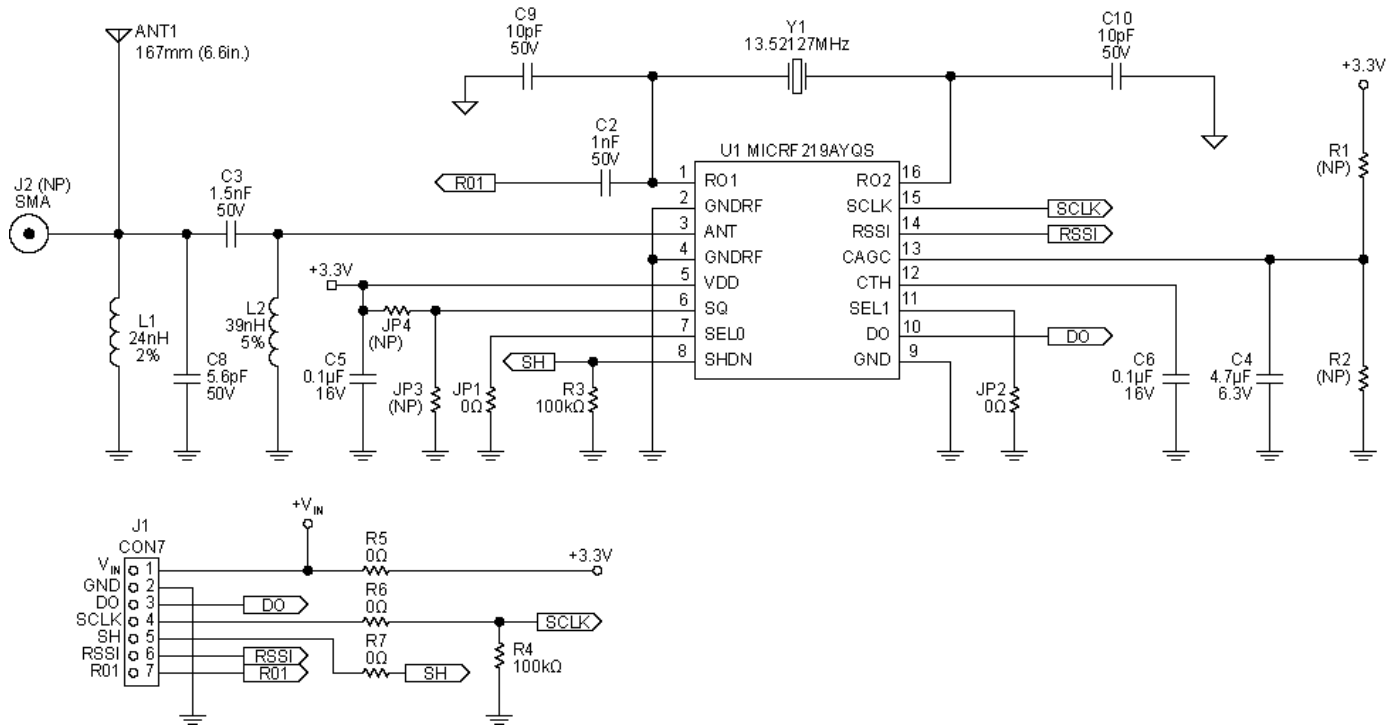 ANT1
167mm (6.6in.)
C9
10pF
50V
Y1
13.52127MHz
C10
10pF
50V
+3.3V
C2
1nF
50V
R01
U1 MICRF219AYQS
1 RO1
2 GNDRF
3 ANT
4 GNDRF
5 VDD
6 SQ
7 SEL0
8 SHDN
RO2 16
SCLK 15
RSSI 14
CAGC 13
CTH 12
SEL1 11
DO 10
GND 9
SCLK
RSSI
DO
R1
(NP)
R2
(NP)
J2 (NP)
SMA
C3
1.5nF
50V
+3.3V
L1
24nH
2%
C8
5.6pF
50V
L2
39nH
5%
JP4
(NP)
C5
0.1µF
16V
JP3
(NP)
JP1
0Ω
SH
R3
100kΩ
JP2
0Ω
C6
0.1µF
16V
C4
4.7µF
6.3V
J1
CON7
VIN 1
GND 2
DO 3
SCLK 4
SH 5
RSSI 6
R01 7
+VIN
R5
0Ω
+3.3V
DO
R6
0Ω
SCLK
R7
0Ω
R4
100kΩ
RSSI
R01
SH